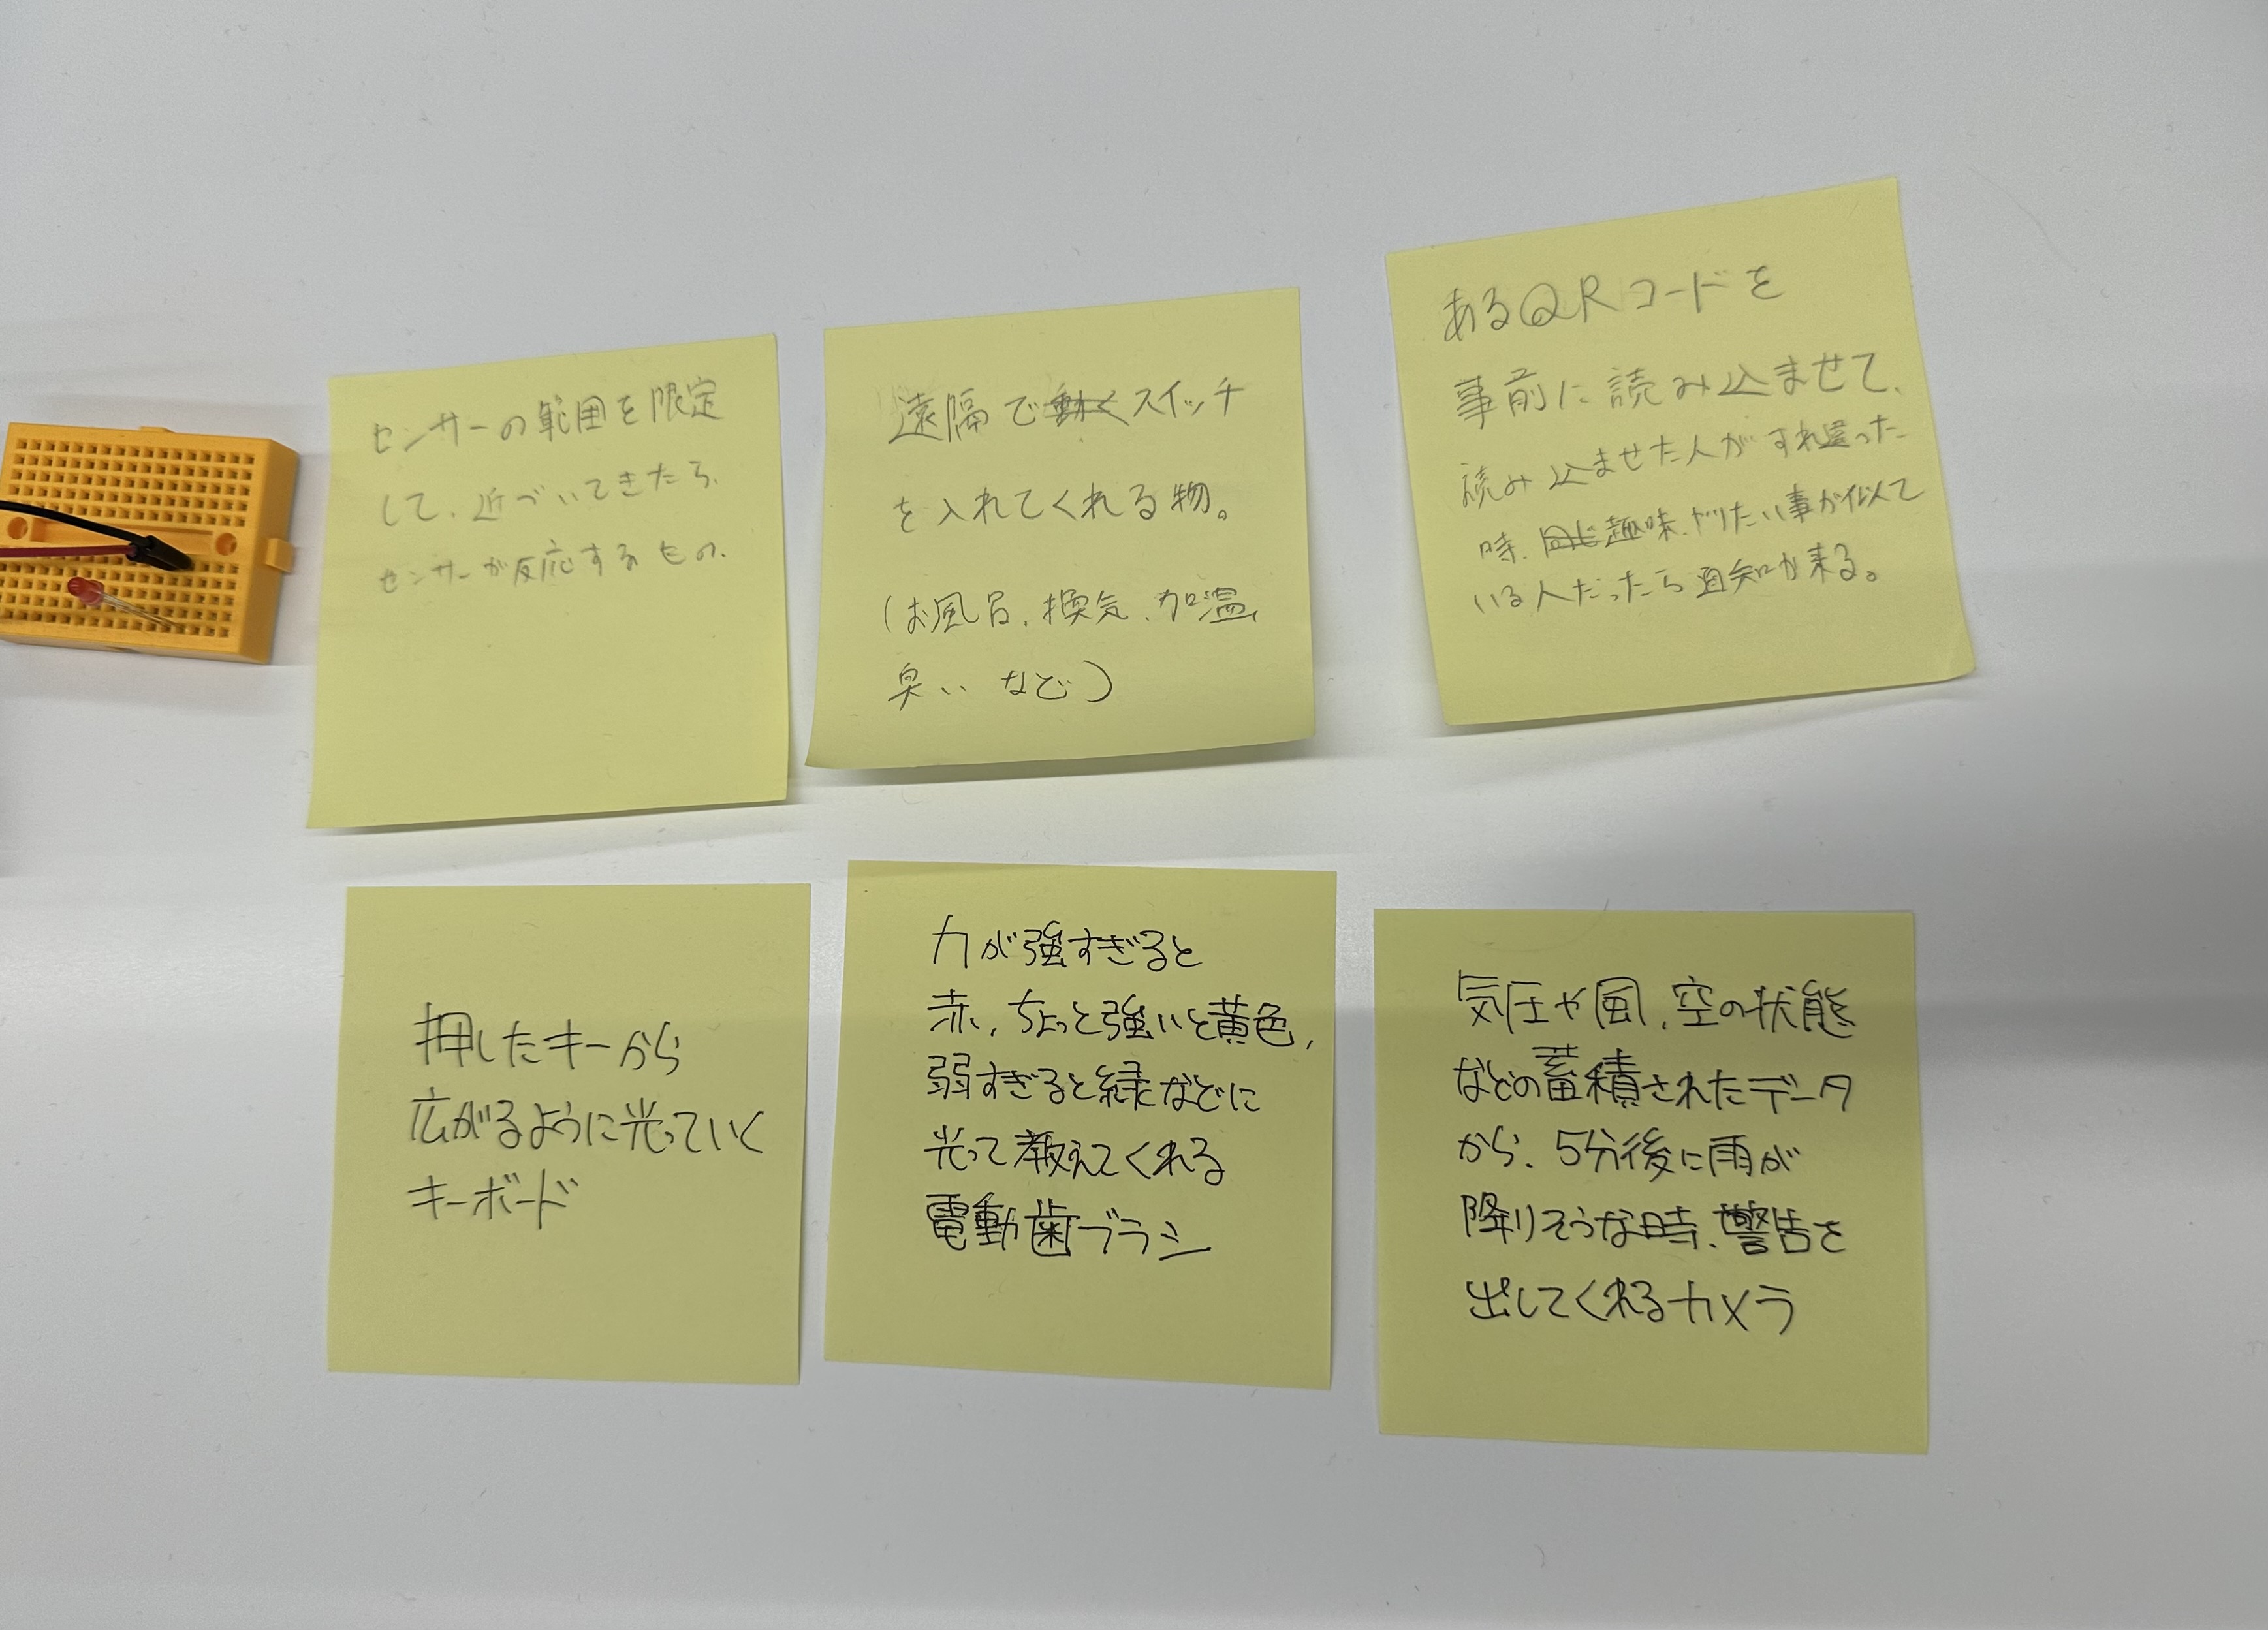 センサーの範囲を限定
して、近づいてきたら、
センサーが反応するもの、
遠隔で動くスイッチ
を入れてくれる物。
(お風呂、換気、加温、
臭い など)
あるQRコードを
事前に読み込ませて、
読み込ませた人がすれ違った
時、同じ趣味、やりたい事が似て
いる人だったら通知が来る。
押したキーから
広がるように光っていく
キーボード
力が強すぎると
赤、ちょっと強いと黄色,
弱すぎると緑などに
光って教えてくれる
電動歯ブラシ
気圧や風、空の状態
などの蓄積されたデータ
から、5分後に雨が
降りそうな時、警告を
出してくれるカメラ